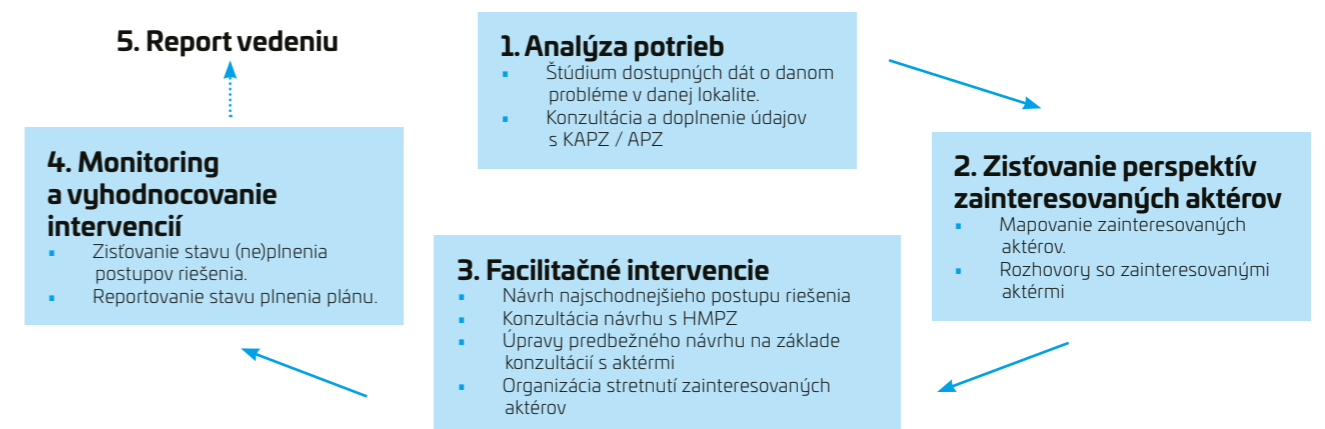 1. Analýza potrieb
▪ Štúdium dostupných dát o danom
probléme v danej lokalite.
▪ Konzultácia a doplnenie údajov
s KAPZ / APZ
2. Zisťovanie perspektív
zainteresovaných aktérov
▪ Mapovanie zainteresovaných
aktérov.
▪ Rozhovory so zainteresovanými
aktérmi
3. Facilitačné intervencie
▪ Návrh najschodnejšieho postupu riešenia
▪ Konzultácia návrhu s HMPZ
▪ Úpravy predbežného návrhu na základe
konzultácií s aktérmi
▪ Organizácia stretnutí zainteresovaných
aktérov
4. Monitoring
a vyhodnocovanie
intervencií
▪ Zisťovanie stavu (ne)plnenia
postupov riešenia.
▪ Reportovanie stavu plnenia plánu.
5. Report vedeniu